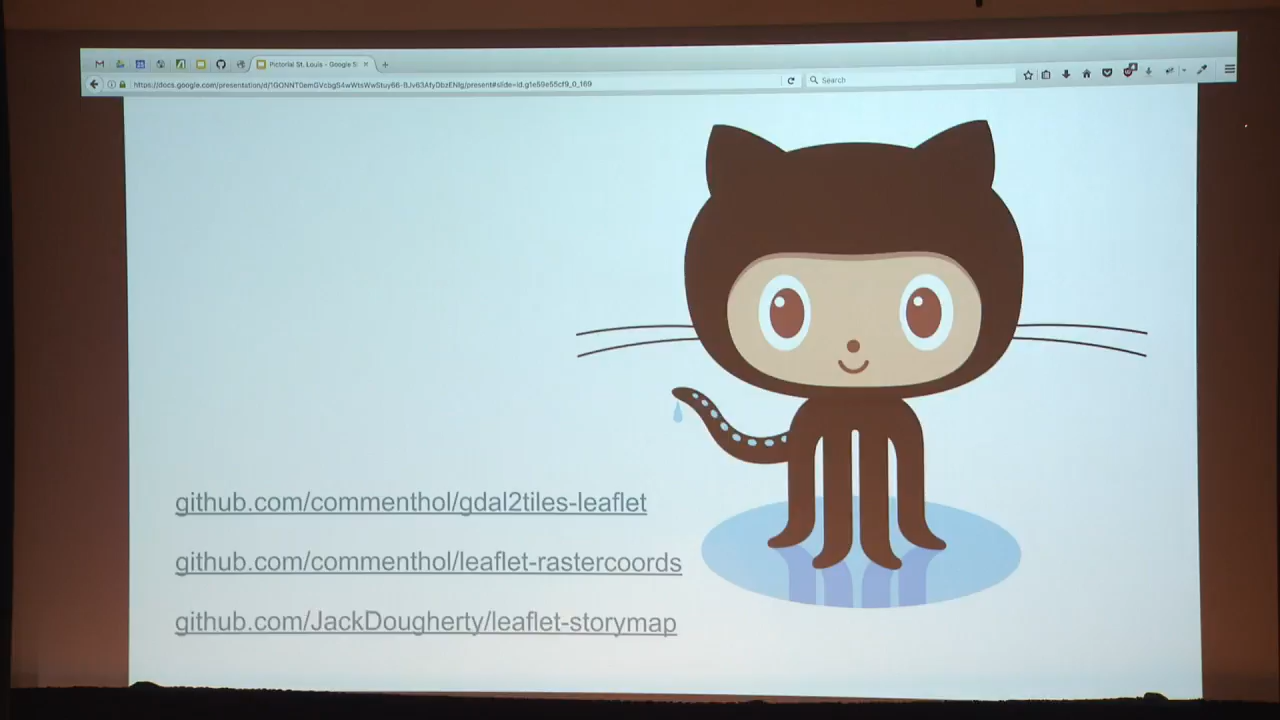 Pictorial St. Louis - Google S
Search
github.com/commenthol/gdal2tiles-leaflet
github.com/commenthol/leaflet-rastercoords
github.com/JackDougherty/leaflet-storymap